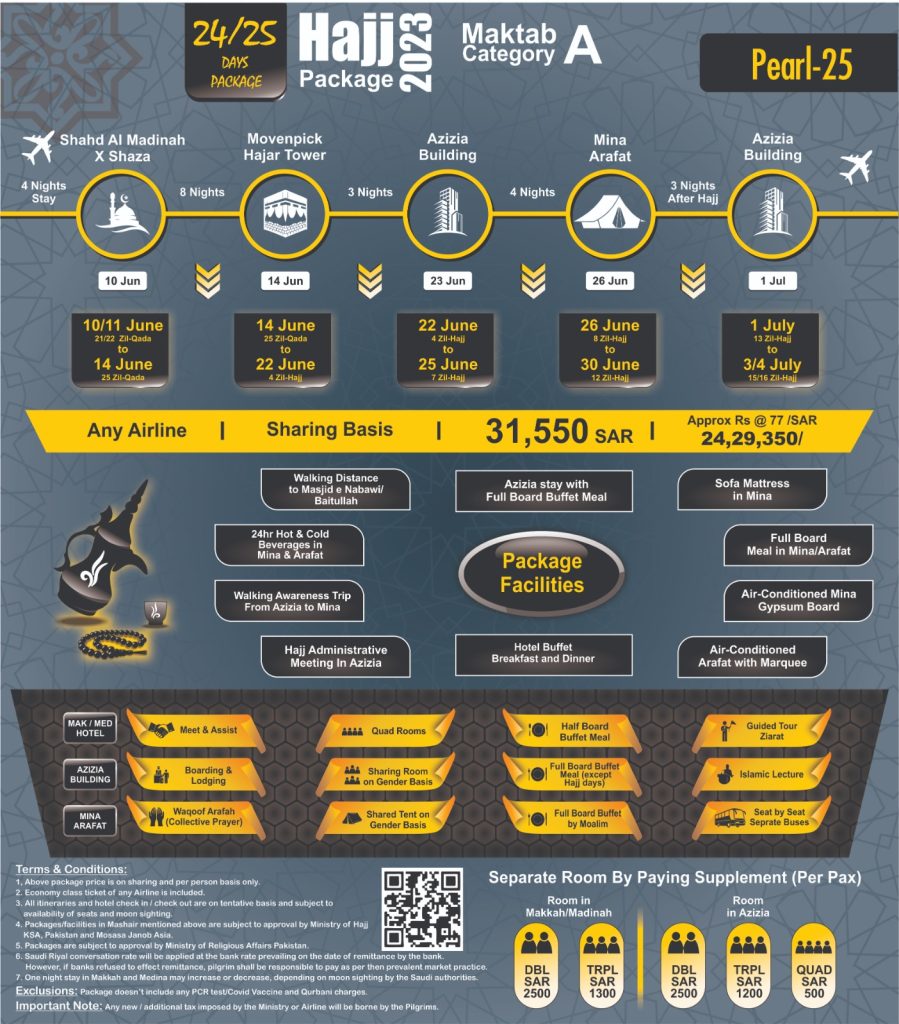 24/25
DAYS
PACKAGE
Hajj
Package
2023
Maktab
Category A
Pearl-25
Shahd Al Madinah
X Shaza
Movenpick
Hajar Tower
Azizia
Building
Mina
Arafat
Azizia
Building
4 Nights
Stay
8 Nights
3 Nights
4 Nights
3 Nights
After Hajj
10 Jun
14 Jun
23 Jun
26 Jun
1 Jul
10/11 June
21/22 Zil-Qada
to
14 June
25 Zil-Qada
14 June
25 Zil-Qada
to
22 June
4 Zil-Hajj
22 June
4 Zil-Hajj
to
25 June
7 Zil-Hajj
26 June
8 Zil-Hajj
to
30 June
12 Zil-Hajj
1 July
13 Zil-Hajj
to
3/4 July
15/16 Zil-Hajj
Any Airline | Sharing Basis | 31,550 SAR |
Approx Rs @ 77 /SAR
24,29,350/
Walking Distance
to Masjid e Nabawi/
Baitullah
Azizia stay with
Full Board Buffet Meal
Sofa Mattress
in Mina
24hr Hot & Cold
Beverages in
Mina & Arafat
Package
Facilities
Full Board
Meal in Mina/Arafat
Walking Awareness Trip
From Azizia to Mina
Air-Conditioned Mina
Gypsum Board
Hajj Administrative
Meeting In Azizia
Hotel Buffet
Breakfast and Dinner
Air-Conditioned
Arafat with Marquee
MAK / MED
HOTEL
Meet & Assist
Quad Rooms
Half Board
Buffet Meal
Guided Tour
Ziarat
AZIZIA
BUILDING
Boarding &
Lodging
Sharing Room
on Gender Basis
Full Board Buffet
Meal (except
Hajj days)
Islamic Lecture
MINA
ARAFAT
Waqoof Arafah
(Collective Prayer)
Shared Tent on
Gender Basis
Full Board Buffet
by Moalim
Seat by Seat
Seprate Buses
Terms & Conditions:
1, Above package price is on sharing and per person basis only.
2. Economy class ticket of any Airline is included.
3. All itineraries and hotel check in / check out are on tentative basis and subject to
availability of seats and moon sighting.
4. Packages/facilities in Mashair mentioned above are subject to approval by Ministry of Hajj
KSA, Pakistan and Mosasa Janob Asia.
5. Packages are subject to approval by Ministry of Religious Affairs Pakistan.
6. Saudi Riyal conversation rate will be applied at the bank rate prevailing on the date of remittance by the bank.
However, if banks refused to effect remittance, pilgrim shall be responsible to pay as per then prevalent market practice.
7. One night stay in Makkah and Medina may increase or decrease, depending on moon sighting by the Saudi authorities.
Exclusions: Package doesn't include any PCR test/Covid Vaccine and Qurbani charges.
Important Note: Any new / additional tax imposed by the Ministry or Airline will be borne by the Pilgrims.
Separate Room By Paying Supplement (Per Pax)
Room in
Makkah/Madinah
Room
in Azizia
DBL
SAR
2500
TRPL
SAR
1300
DBL
SAR
2500
TRPL
SAR
1200
QUAD
SAR
500